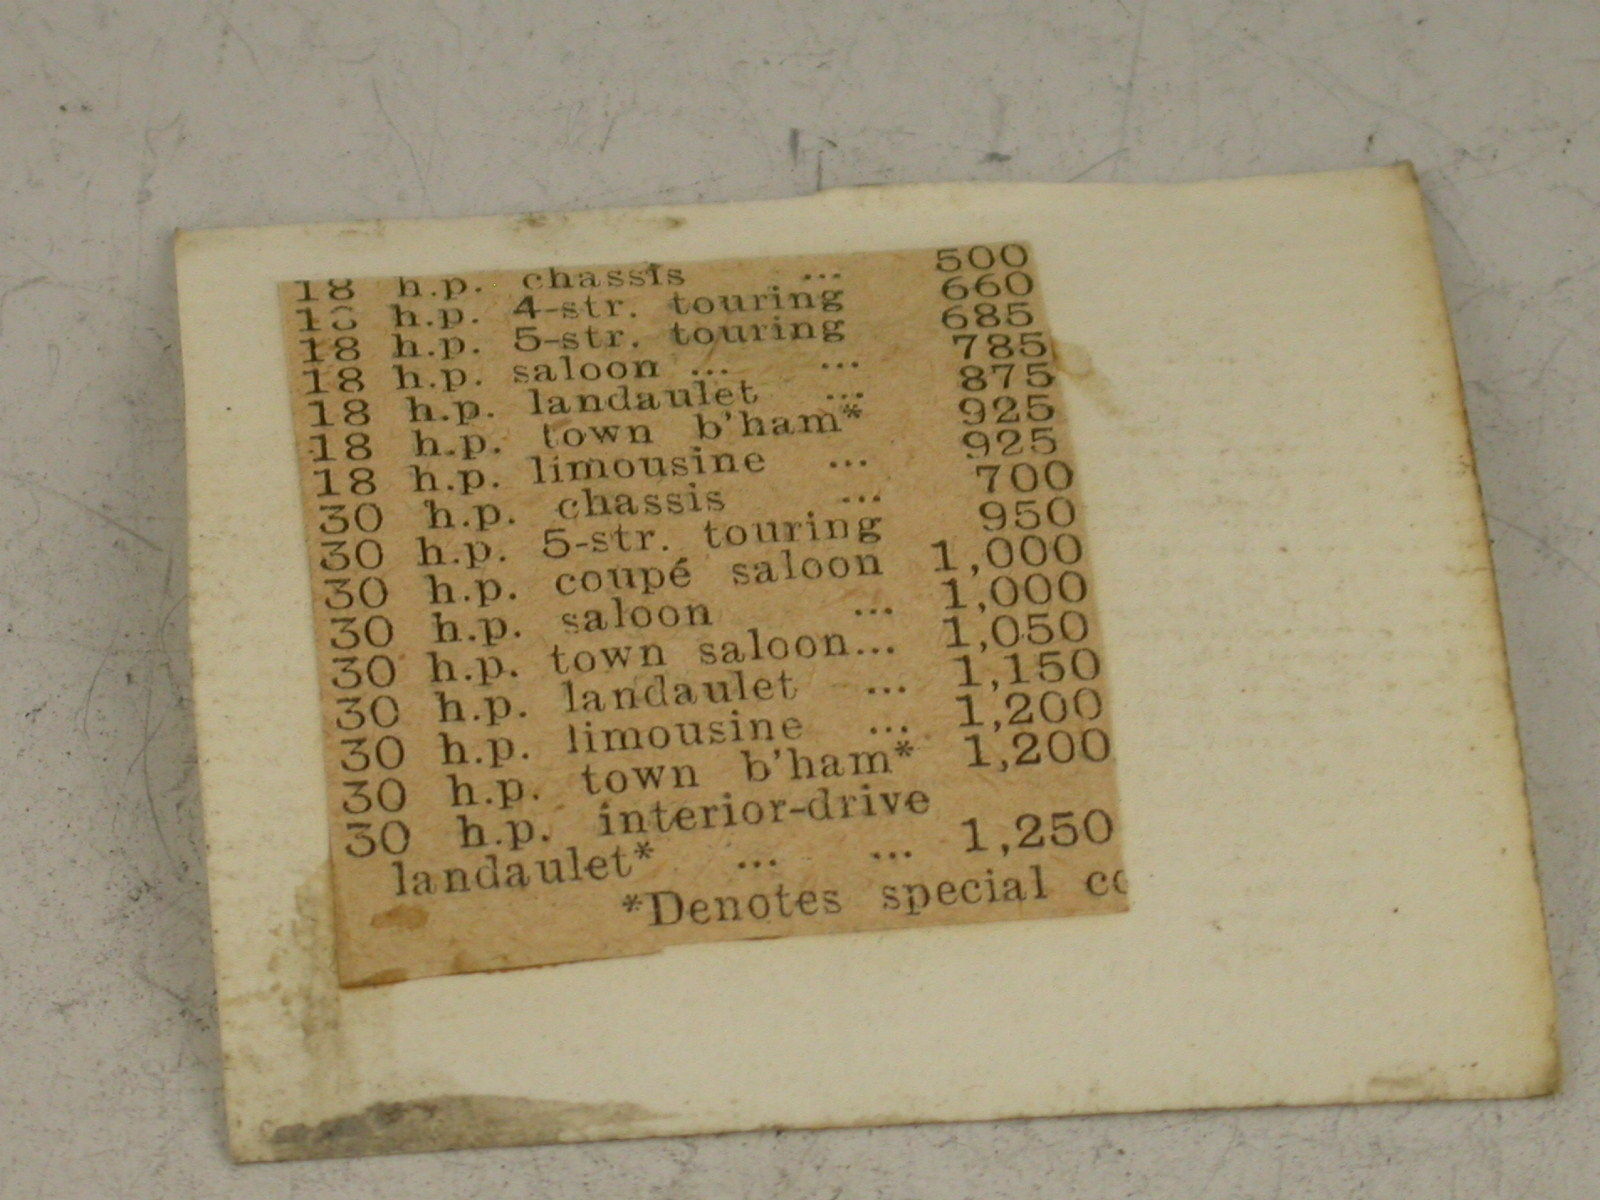 18 h.p. chassis ... 500
18 h.p. 4-str. touring 660
18 h.p. 5-str. touring 685
18 h.p. saloon ... ... 785
18 h.p. landaulet ... 875
18 h.p. town b'ham* 925
18 h.p. limousine ... 925
30 h.p. chassis ... 700
30 h.p. 5-str. touring 950
30 h.p. coupé saloon 1,000
30 h.p. saloon ... 1,000
30 h.p. town saloon... 1,050
30 h.p. landaulet ... 1,150
30 h.p. limousine ... 1,200
30 h.p. town b'ham* 1,200
30 h.p. interior-drive
landaulet* ... ... 1,250
*Denotes special